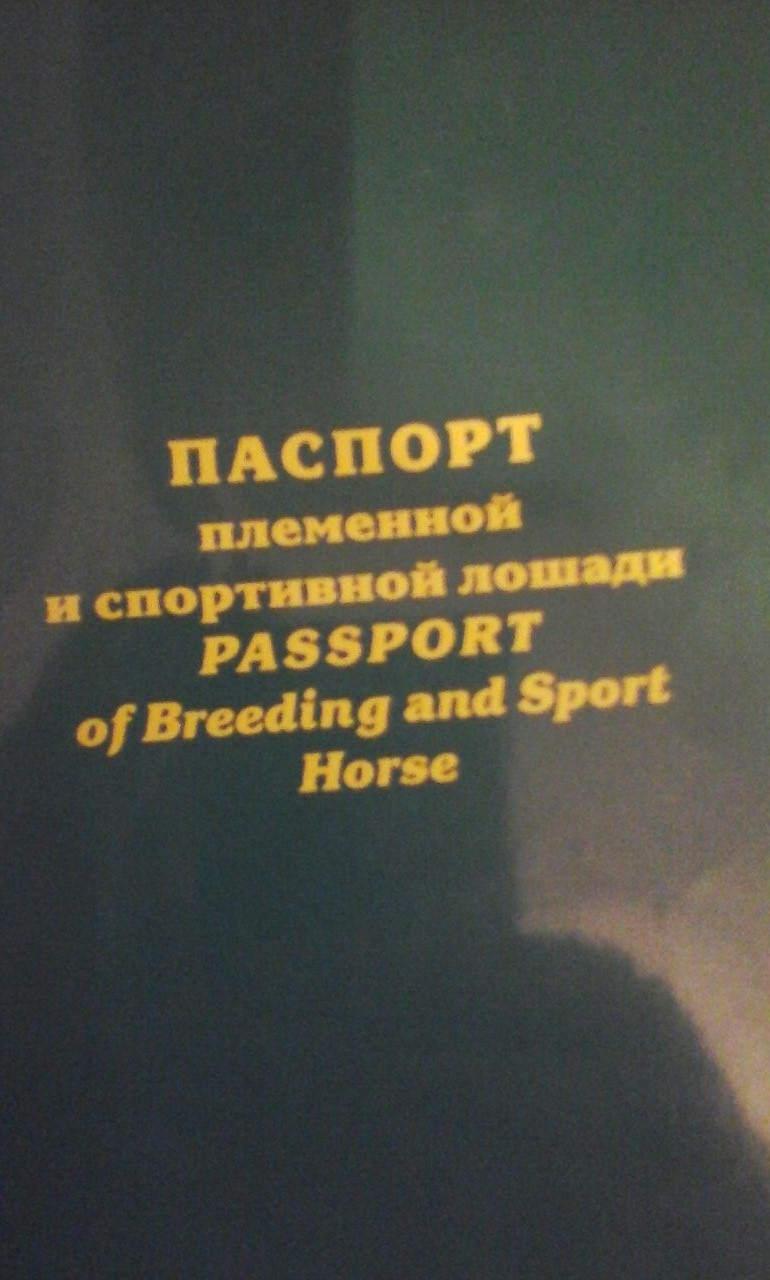 ПАСПОРТ
племенной
и спортивной лошади
PASSPORT
of Breeding and Sport
Horse